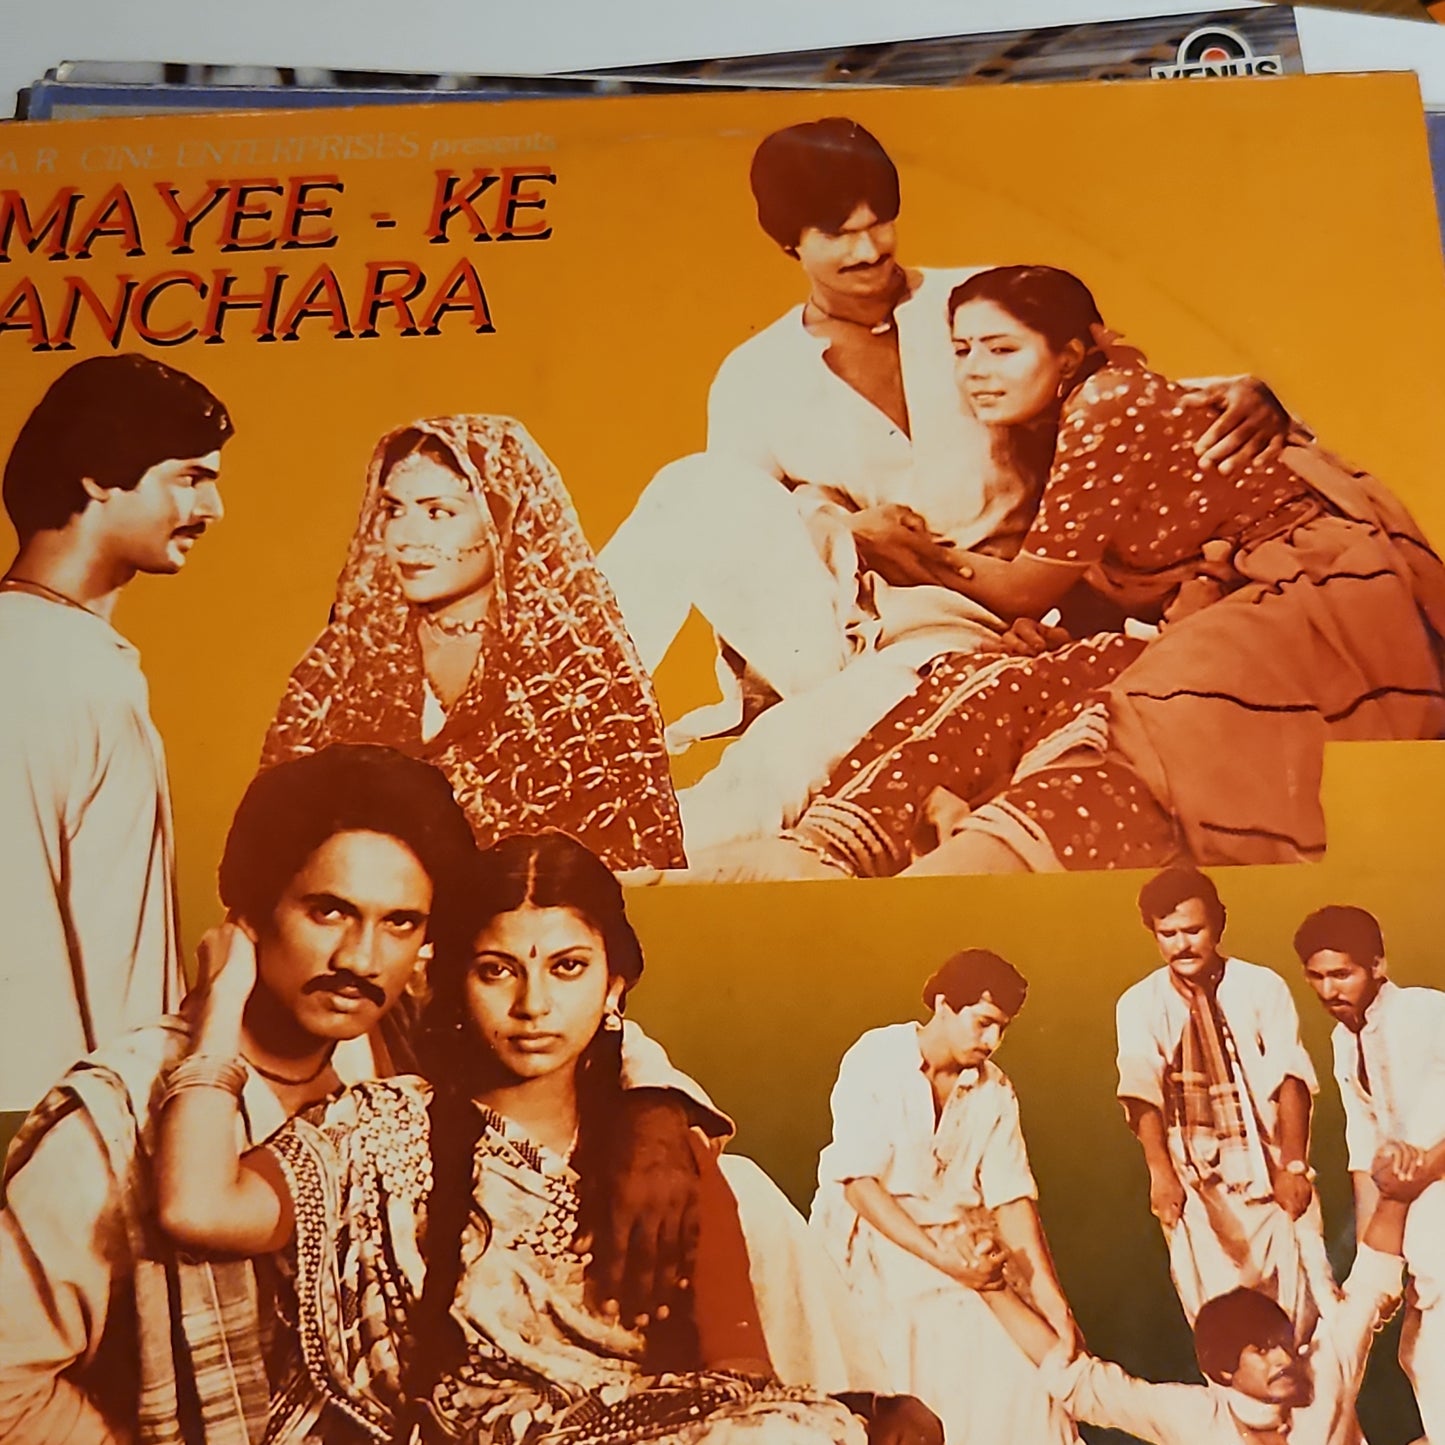 VENUS
A.R. CINE ENTERPRISES presents
MAYEE - KE
ANCHARA